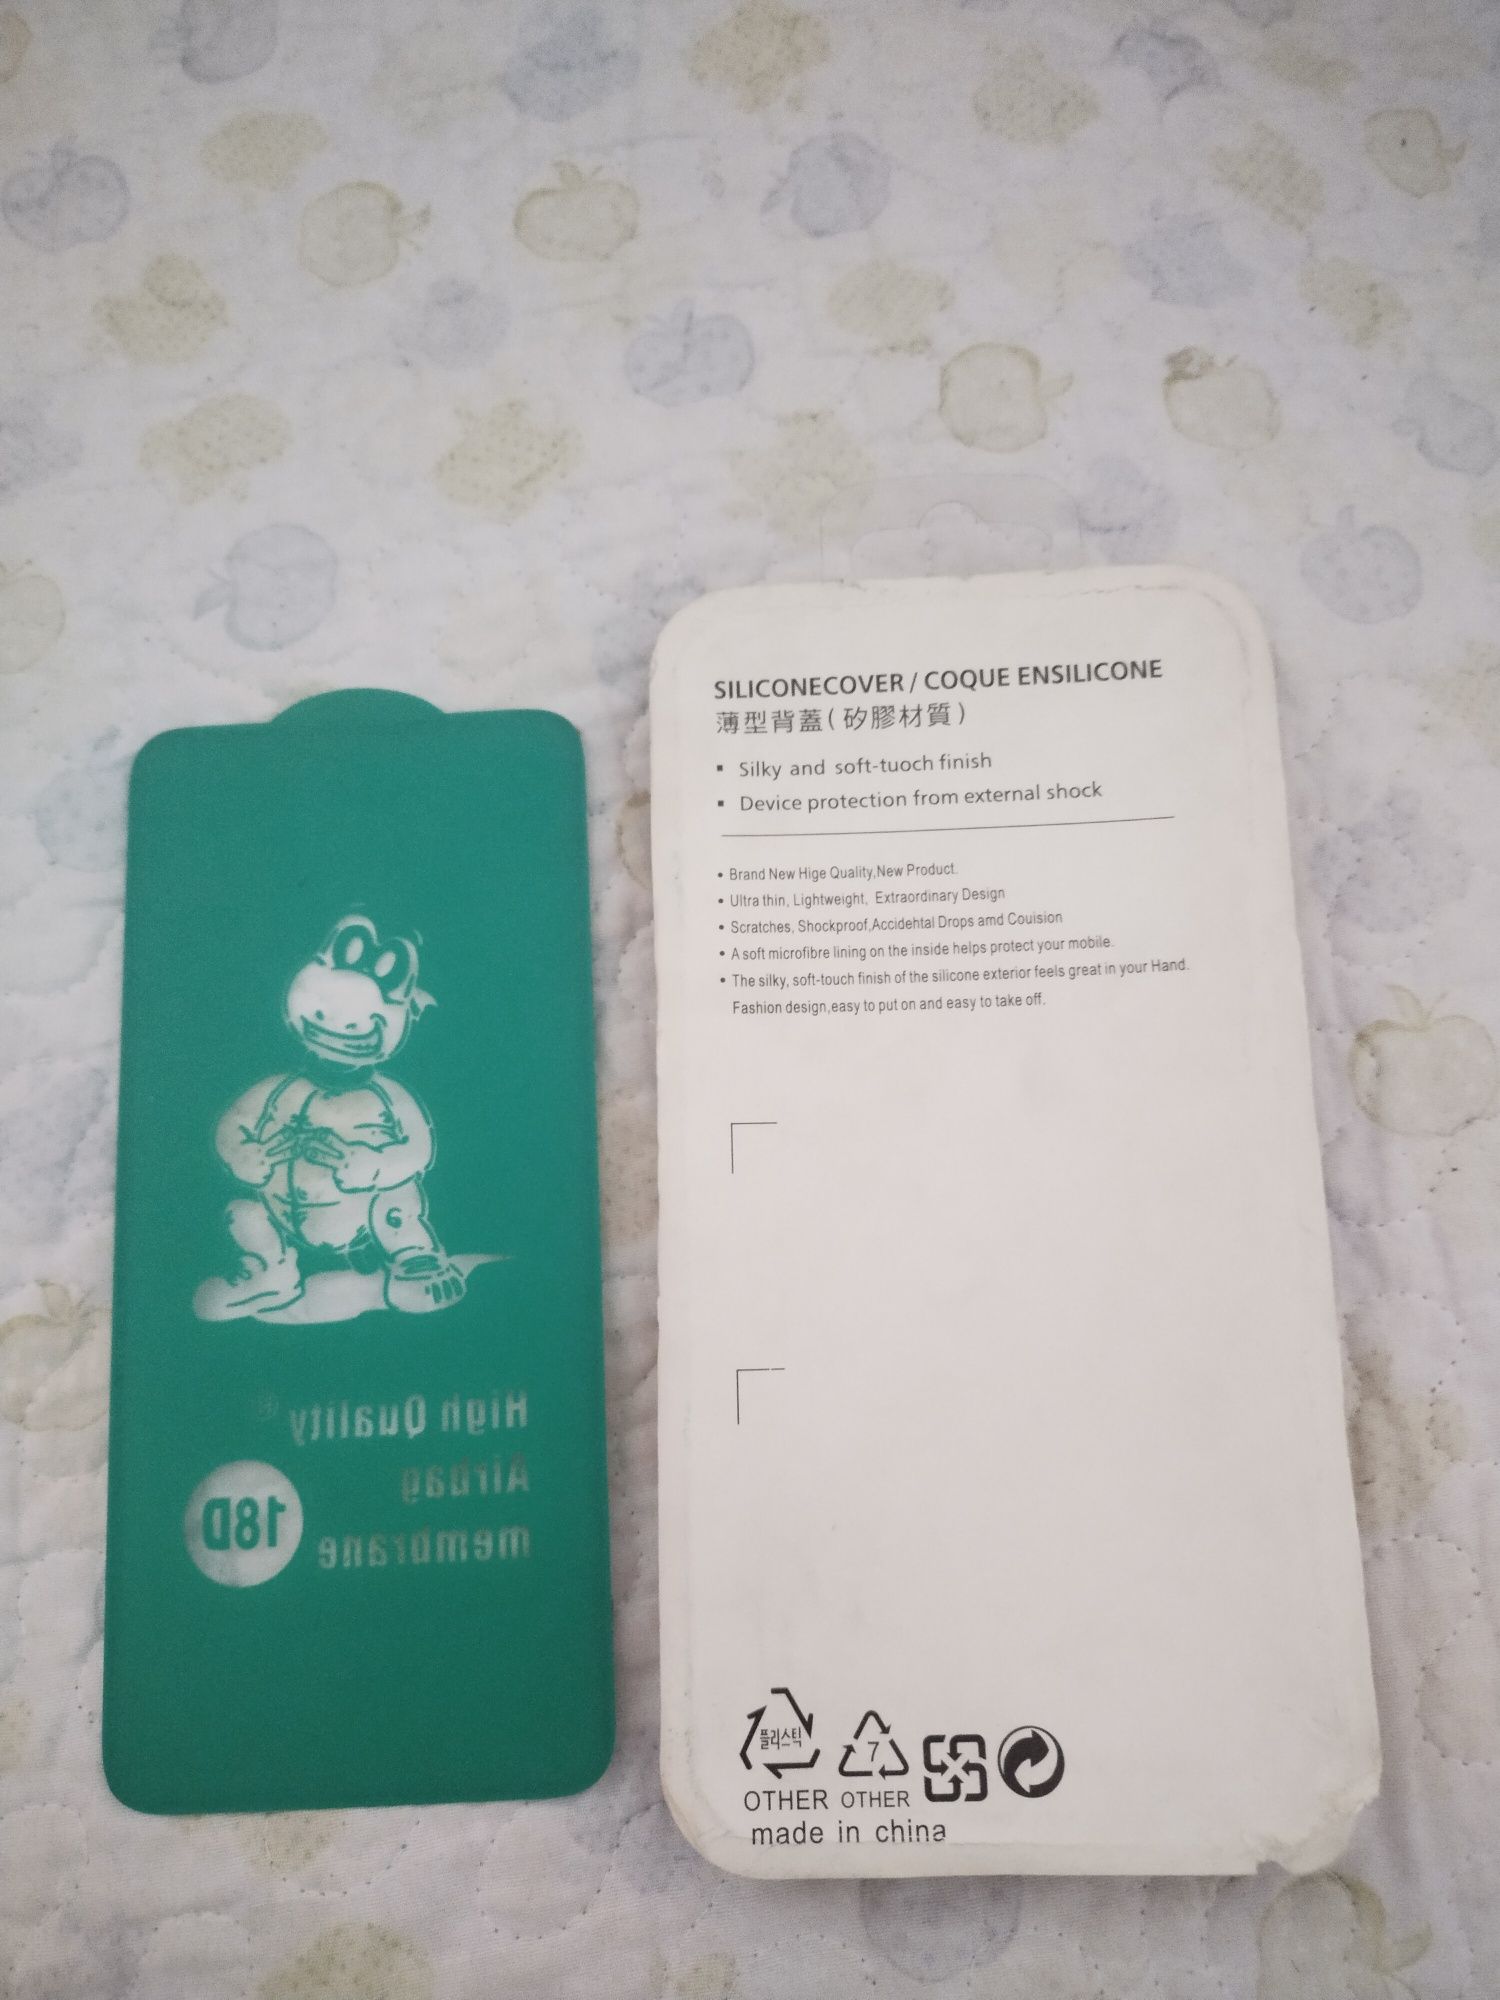 High Quality ®
Airbag
membrane
18D
SILICONECOVER / COQUE ENSILICONE
薄型背蓋(矽膠材質)
▪ Silky and soft-tuoch finish
▪ Device protection from external shock
• Brand New Hige Quality,New Product.
• Ultra thin, Lightweight, Extraordinary Design
• Scratches, Shockproof,Accidehtal Drops amd Couision
• A soft microfibre lining on the inside helps protect your mobile.
• The silky, soft-touch finish of the silicone exterior feels great in your Hand.
Fashion design,easy to put on and easy to take off.
플라스틱
7
OTHER OTHER
made in china